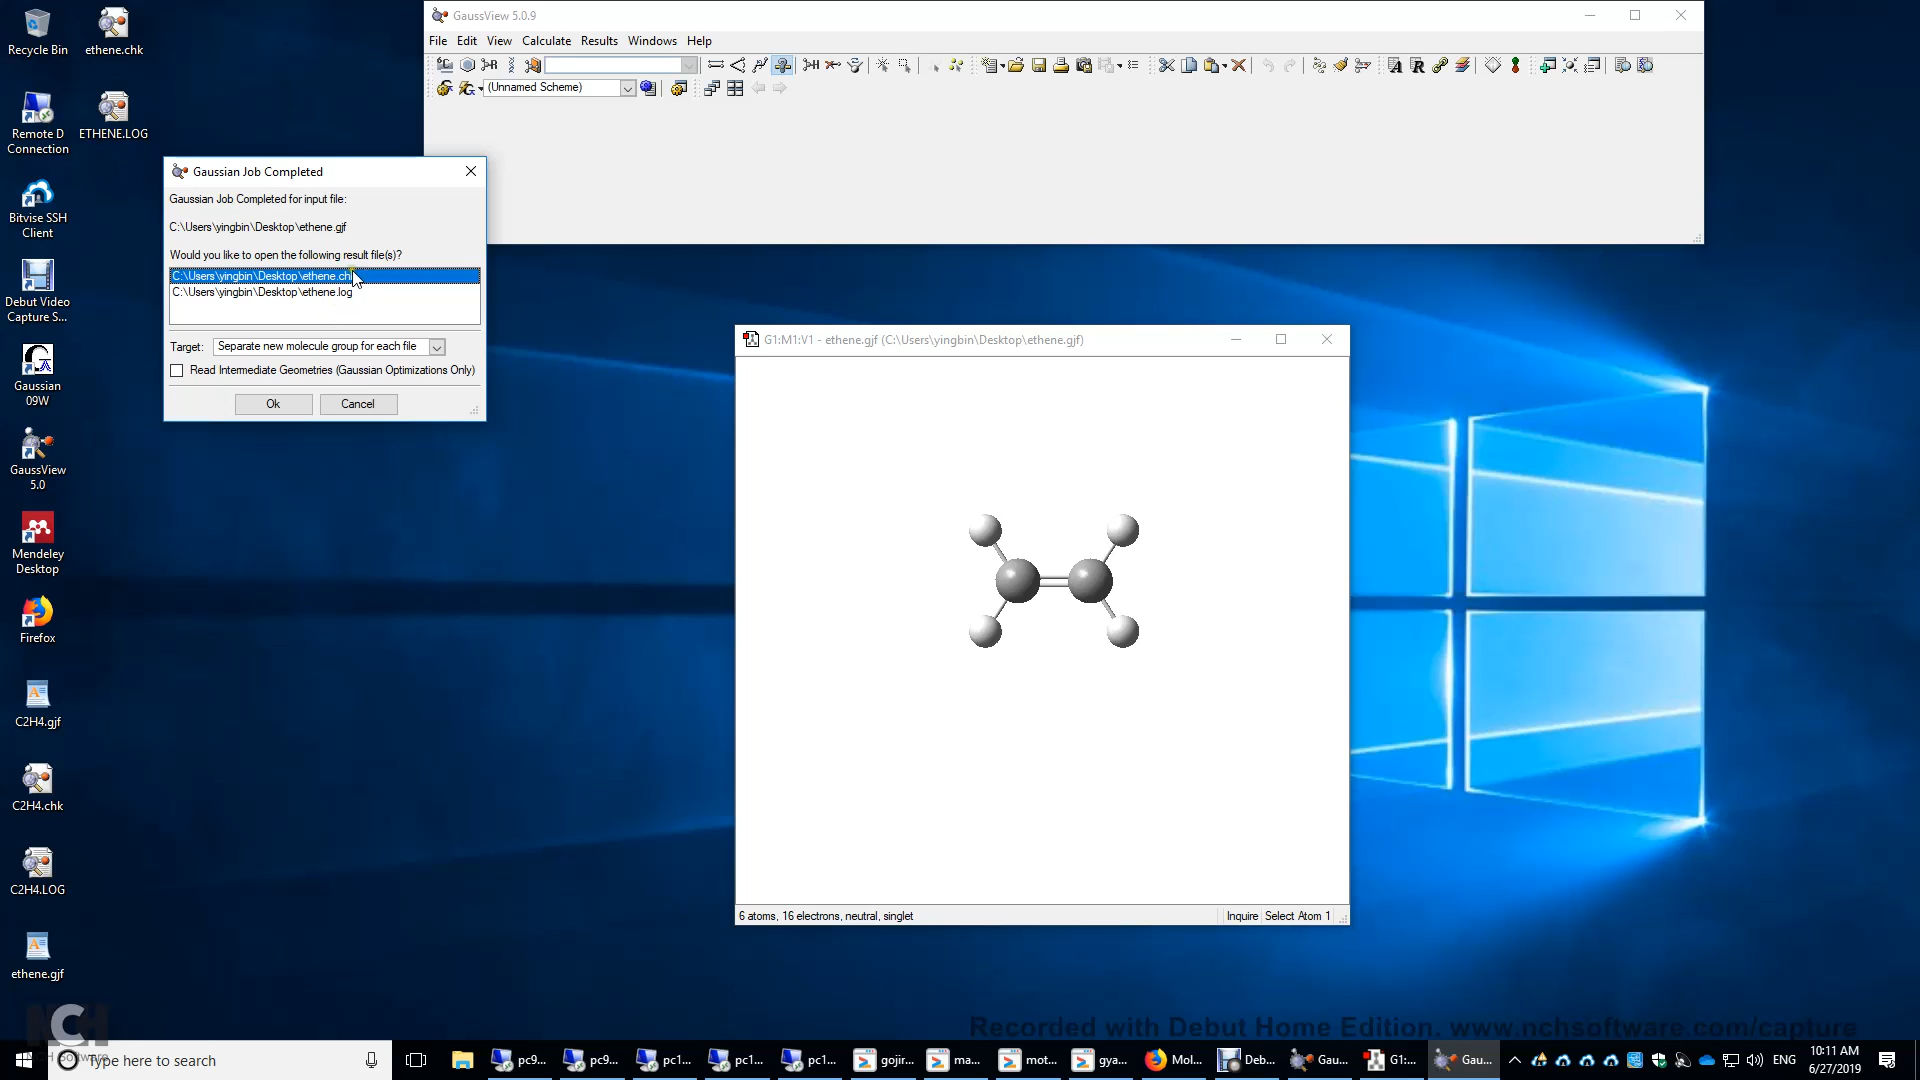 Recycle Bin
ethene.chk
Remote D
Connection
ETHENE.LOG
Bitvise SSH
Client
Debut Video
Capture S...
Gaussian
09W
GaussView
5.0
Mendeley
Desktop
Firefox
C2H4.gjf
C2H4.chk
C2H4.LOG
ethene.gjf
GaussView 5.0.9
File Edit View Calculate Results Windows Help
(Unnamed Scheme)
Gaussian Job Completed
Gaussian Job Completed for input file:
C:\Users\yingbin\Desktop\ethene.gjf
Would you like to open the following result file(s)?
C:\Users\yingbin\Desktop\ethene.ch
C:\Users\yingbin\Desktop\ethene.log
Target: Separate new molecule group for each file
Read Intermediate Geometries (Gaussian Optimizations Only)
Ok Cancel
G1:M1:V1 - ethene.gjf (C:\Users\yingbin\Desktop\ethene.gjf)
6 atoms, 16 electrons, neutral, singlet
Inquire Select Atom 1
NCH
Recorded with Debut Home Edition. www.nchsoftware.com/capture
NCH Software
Type here to search
pc9...
pc9...
pc1...
pc1...
pc1...
gojir...
ma...
mot...
gya...
Mol...
Deb...
Gau...
G1:...
Gau...
ENG
10:11 AM
6/27/2019